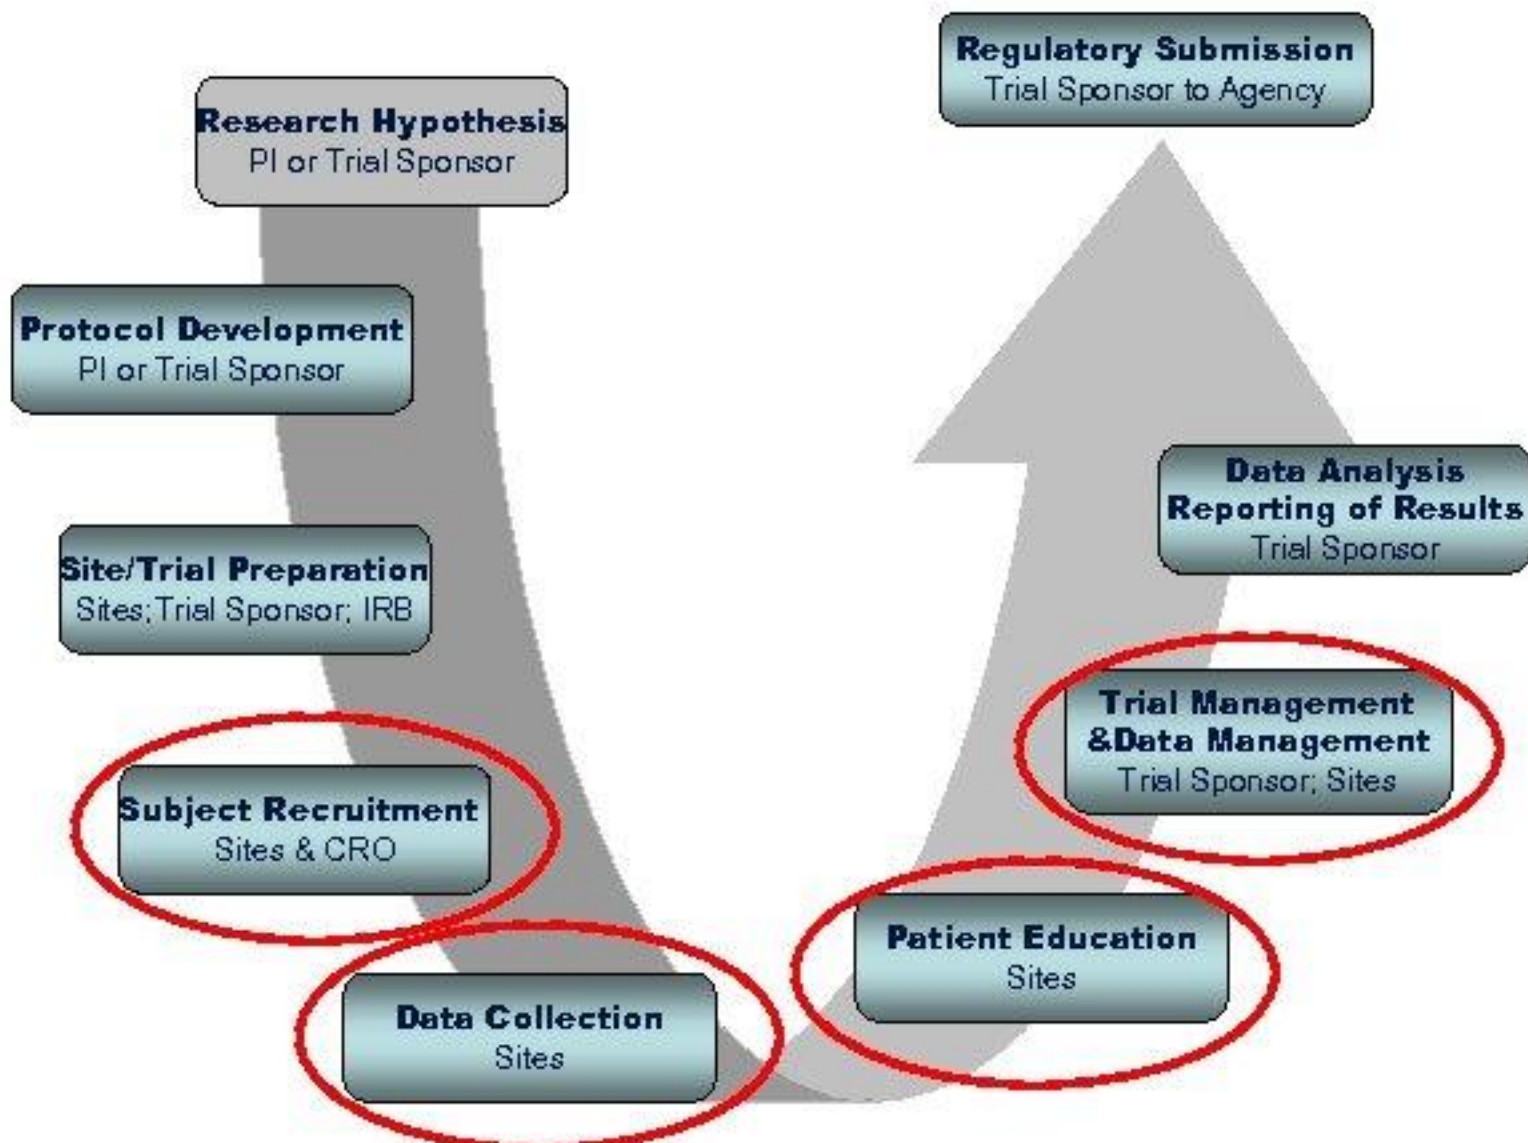 Research Hypothesis
PI or Trial Sponsor
Protocol Development
PI or Trial Sponsor
Site/Trial Preparation
Sites; Trial Sponsor; IRB
Subject Recruitment
Sites & CRO
Data Collection
Sites
Patient Education
Sites
Trial Management
&Data Management
Trial Sponsor; Sites
Data Analysis
Reporting of Results
Trial Sponsor
Regulatory Submission
Trial Sponsor to Agency